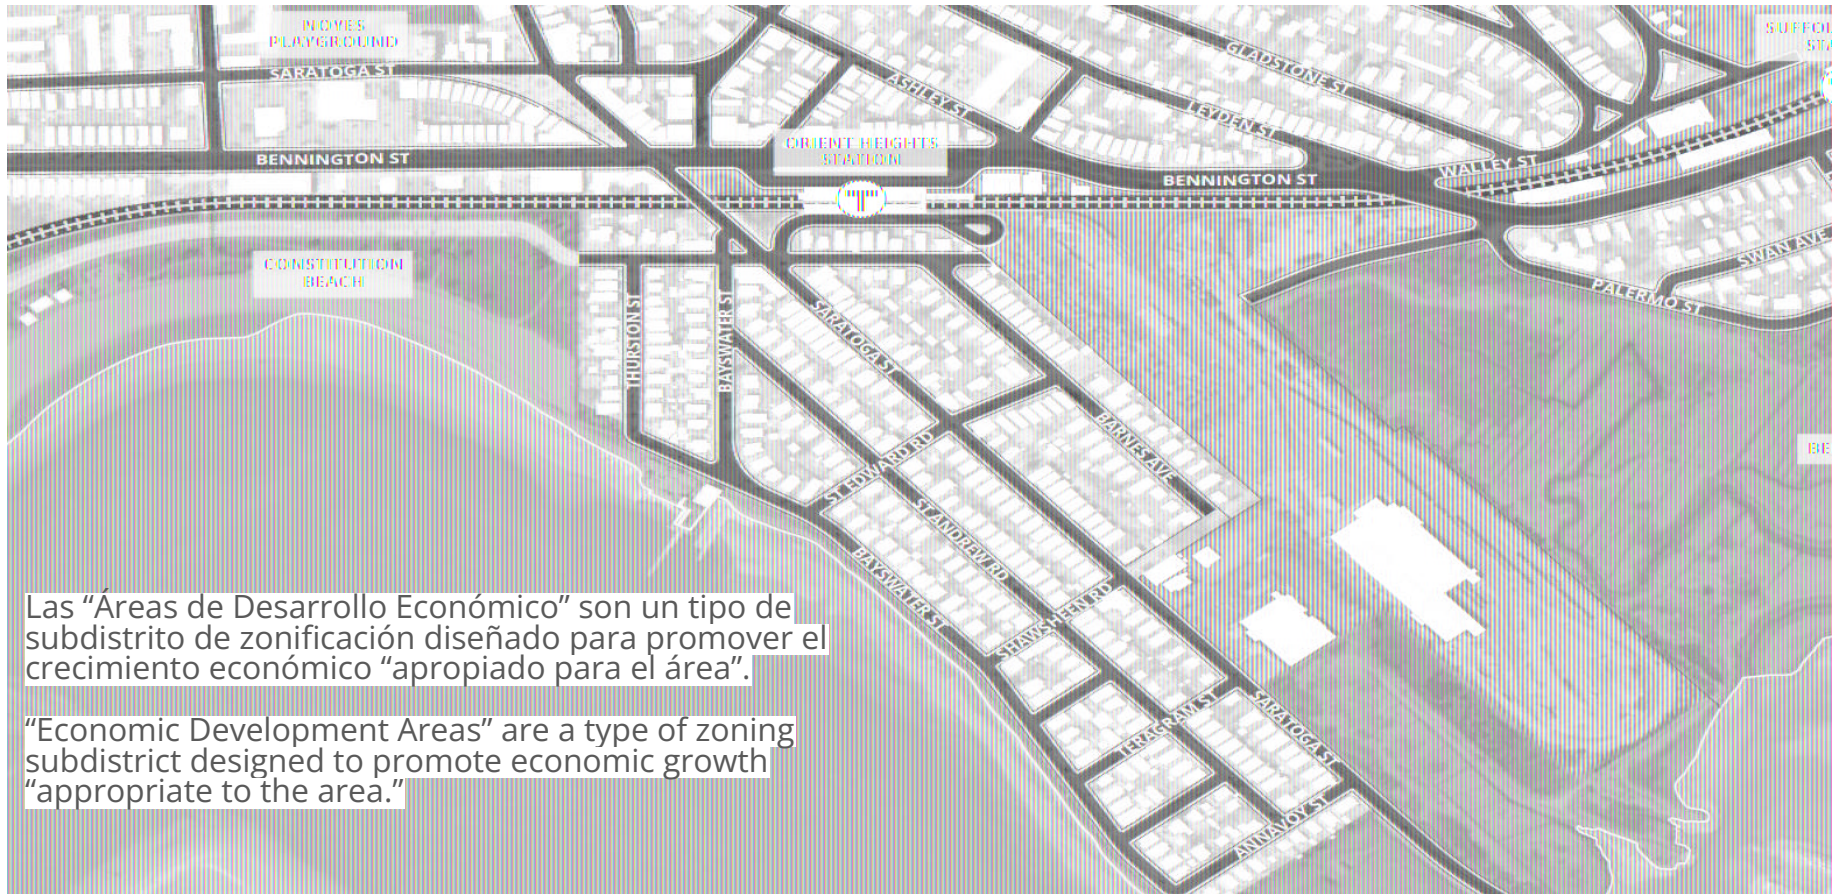 NOYES
PLAYGROUND
SUFFOL
STA
SARATOGA ST
GLADSTONE ST
ASHLEY ST
LEYDEN ST
ORIENT HEIGHTS
STATION
BENNINGTON ST
BENNINGTON ST
WALLEY ST
T
SWAN AVE
CONSTITUTION
BEACH
PALERMO ST
THURSTON ST
BAYSWATER ST
SARATOGA ST
BARNES AVE
BE
ST EDWARD RD
ST ANDREW RD
BAYSWATER ST
SHAWSHEEN RD
TERAGRAM ST
SARATOGA ST
ANNAVOY ST
Las “Áreas de Desarrollo Económico” son un tipo de
subdistrito de zonificación diseñado para promover el
crecimiento económico “apropiado para el área”.
“Economic Development Areas” are a type of zoning
subdistrict designed to promote economic growth
“appropriate to the area.”